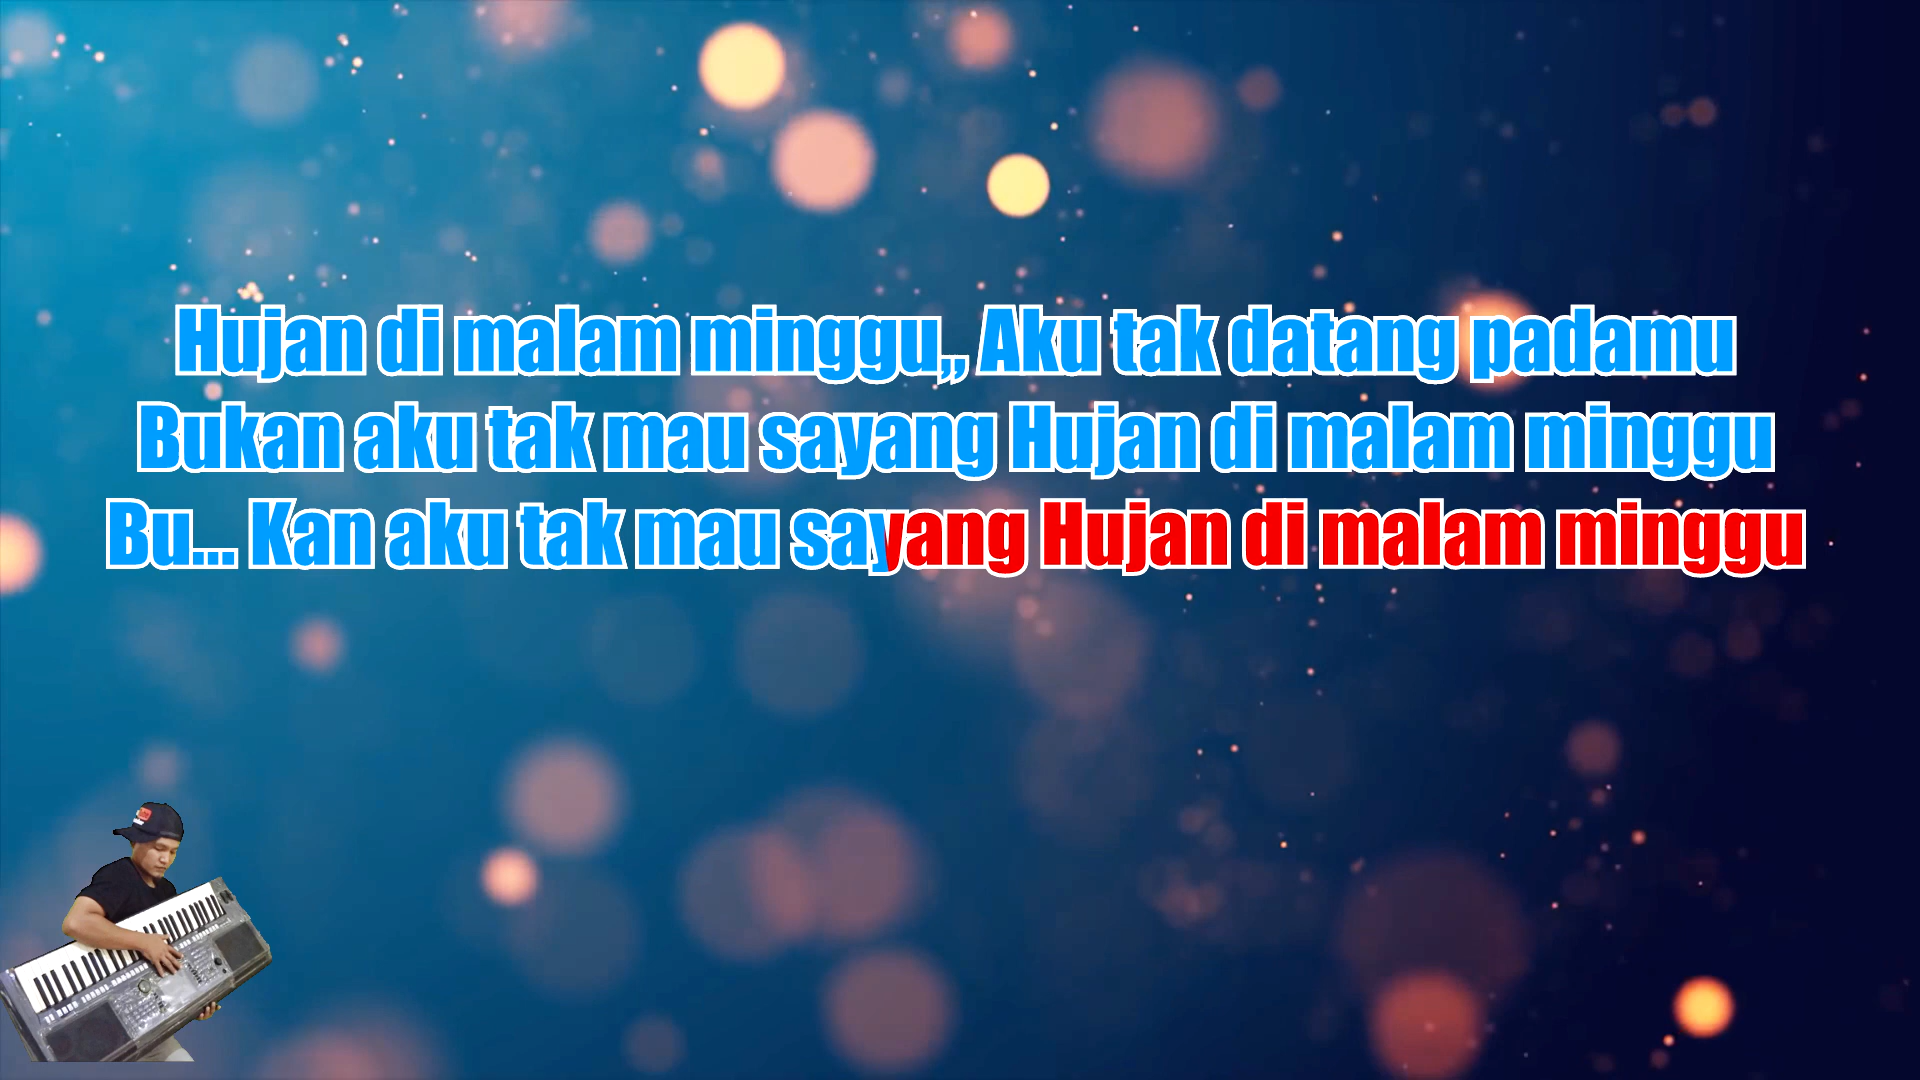 Hujan di malam minggu,, Aku tak datang padamu
Bukan aku tak mau sayang Hujan di malam minggu
Bu... Kan aku tak mau sayang Hujan di malam minggu